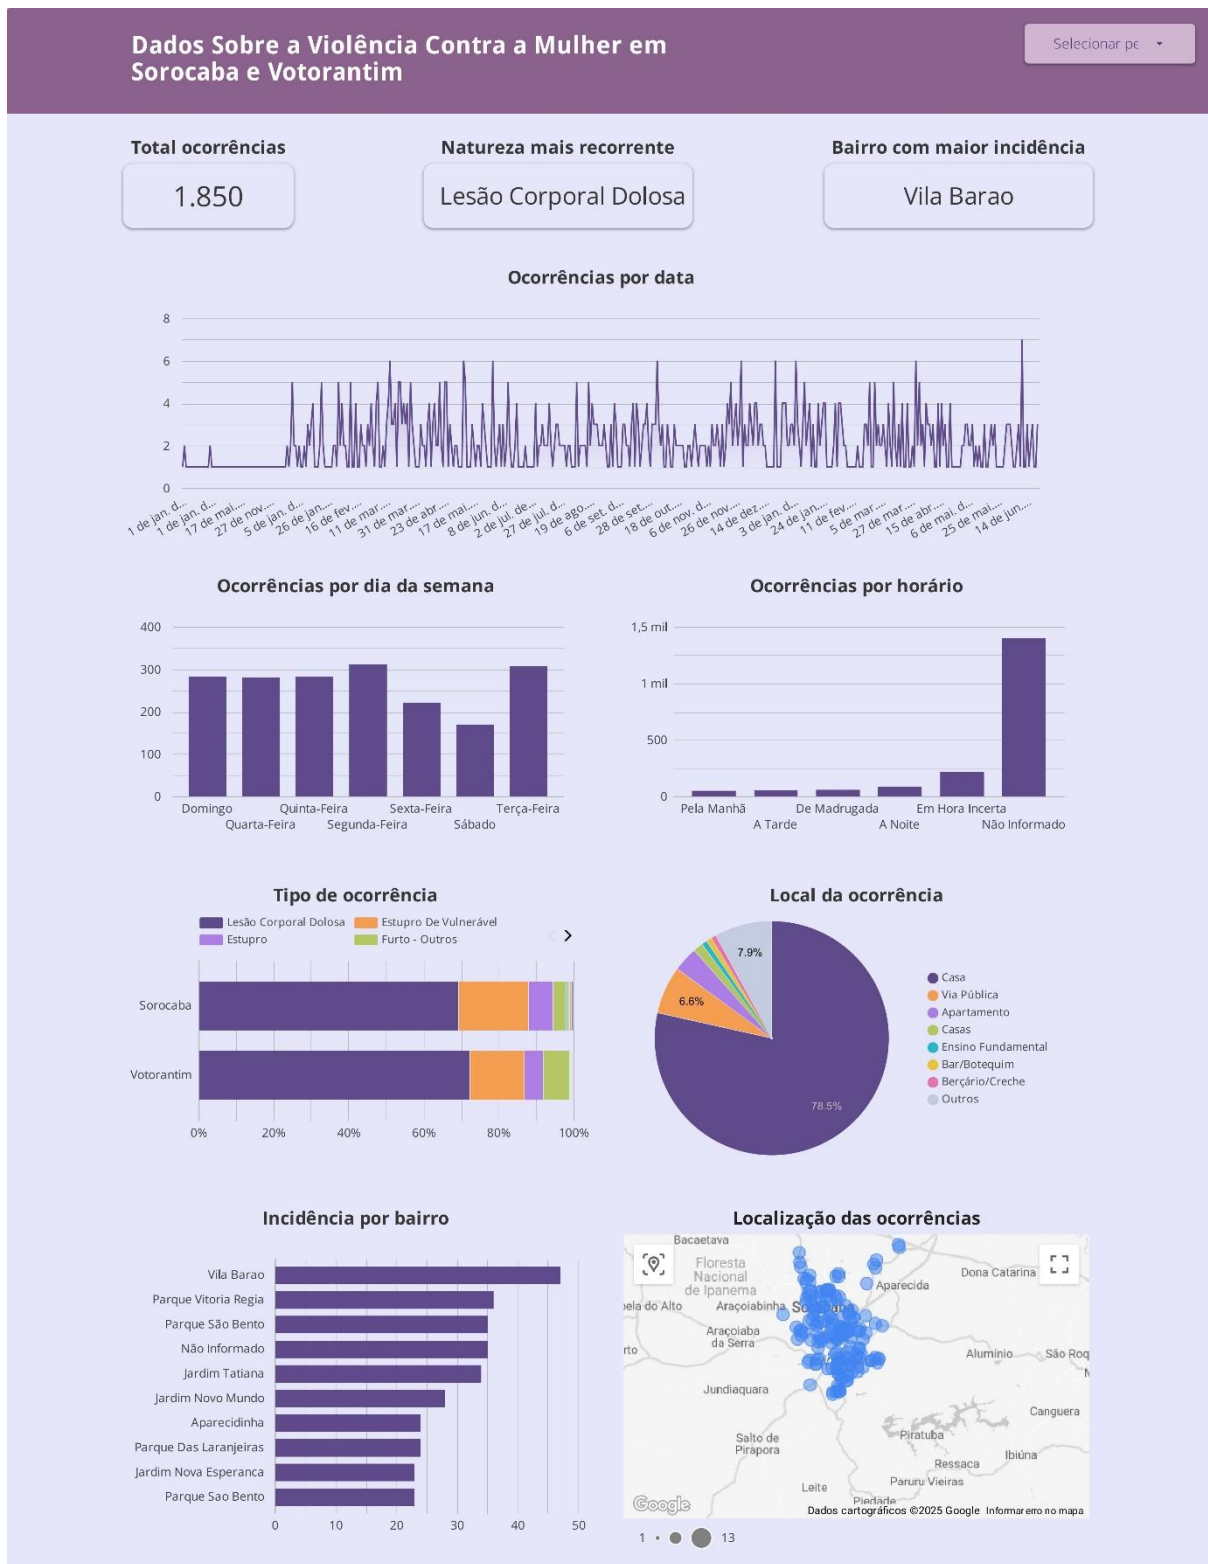 Dados Sobre a Violência Contra a Mulher em
Sorocaba e Votorantim
Selecionar pe
Total ocorrências
1.850
Natureza mais recorrente
Lesão Corporal Dolosa
Bairro com maior incidência
Vila Barao
Ocorrências por data
8
6
4
2
0
1 de jan. d...
1 de jan. d...
17 de mai....
27 de nov....
5 de jan. d...
26 de jan....
16 de fev....
11 de mar....
31 de mar....
23 de abr....
17 de mai....
8 de jun. d...
2 de jul. de...
27 de jul. d...
19 de ago....
6 de set. d...
28 de set....
18 de out....
6 de nov. d...
26 de nov....
14 de dez....
3 de jan. d...
24 de jan....
11 de fev....
5 de mar....
27 de mar....
15 de abr....
6 de mai. d...
25 de mai....
14 de jun....
Ocorrências por dia da semana
400
300
200
100
0
Domingo
Quarta-Feira
Quinta-Feira
Segunda-Feira
Sexta-Feira
Sábado
Terça-Feira
Ocorrências por horário
1,5 mil
1 mil
500
0
Pela Manhã
A Tarde
De Madrugada
A Noite
Em Hora Incerta
Não Informado
Tipo de ocorrência
Lesão Corporal Dolosa
Estupro De Vulnerável
Estupro
Furto - Outros
Sorocaba
Votorantim
0%
20%
40%
60%
80%
100%
Local da ocorrência
7.9%
6.6%
78.5%
Casa
Via Pública
Apartamento
Casas
Ensino Fundamental
Bar/Botequim
Berçário/Creche
Outros
Incidência por bairro
Vila Barao
Parque Vitoria Regia
Parque São Bento
Não Informado
Jardim Tatiana
Jardim Novo Mundo
Aparecidinha
Parque Das Laranjeiras
Jardim Nova Esperanca
Parque Sao Bento
0
10
20
30
40
50
Localização das ocorrências
Bacaetava
Floresta
Nacional
de Ipanema
Aparecida
Dona Catarina
pela do Alto
Araçoiabinha
Araçoiaba
da Serra
rto
Alumínio
São Roq
Jundiaquara
Canguera
Salto de
Pirapora
Piratuba
Ibiúna
Ressaca
Paruru
Vieiras
Leite
Piedade
Google
Dados cartográficos ©2025 Google
Informar erro no mapa
1
13